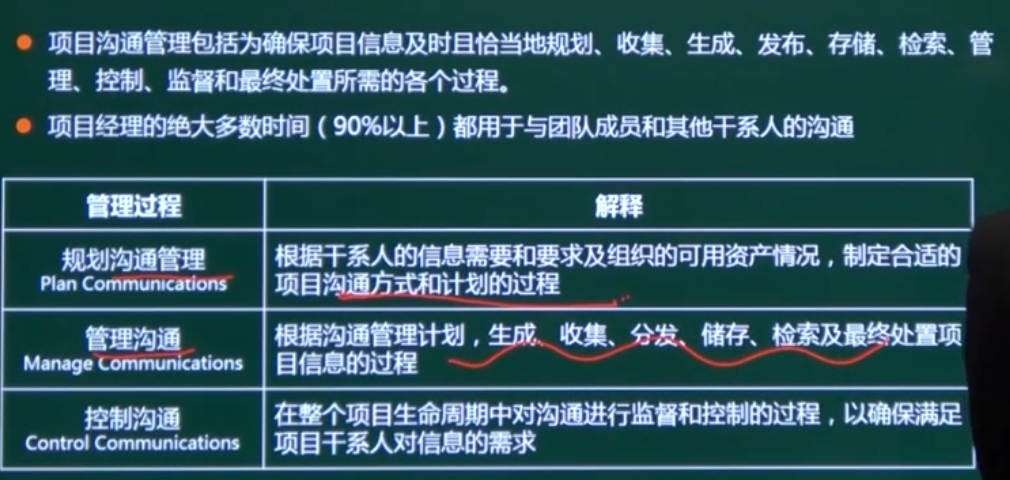 项目沟通管理包括为确保项目信息及时且恰当地规划、收集、生成、发布、存储、检索、管
理、控制、监督和最终处置所需的各个过程。
项目经理的绝大多数时间（90%以上）都用于与团队成员和其他干系人的沟通
管理过程
解释
规划沟通管理
Plan Communications
根据干系人的信息需要和要求及组织的可用资产情况，制定合适的
项目沟通方式和计划的过程
管理沟通
Manage Communications
根据沟通管理计划，生成、收集、分发、储存、检索及最终处置项
目信息的过程
控制沟通
Control Communications
在整个项目生命周期中对沟通进行监督和控制的过程，以确保满足
项目干系人对信息的需求